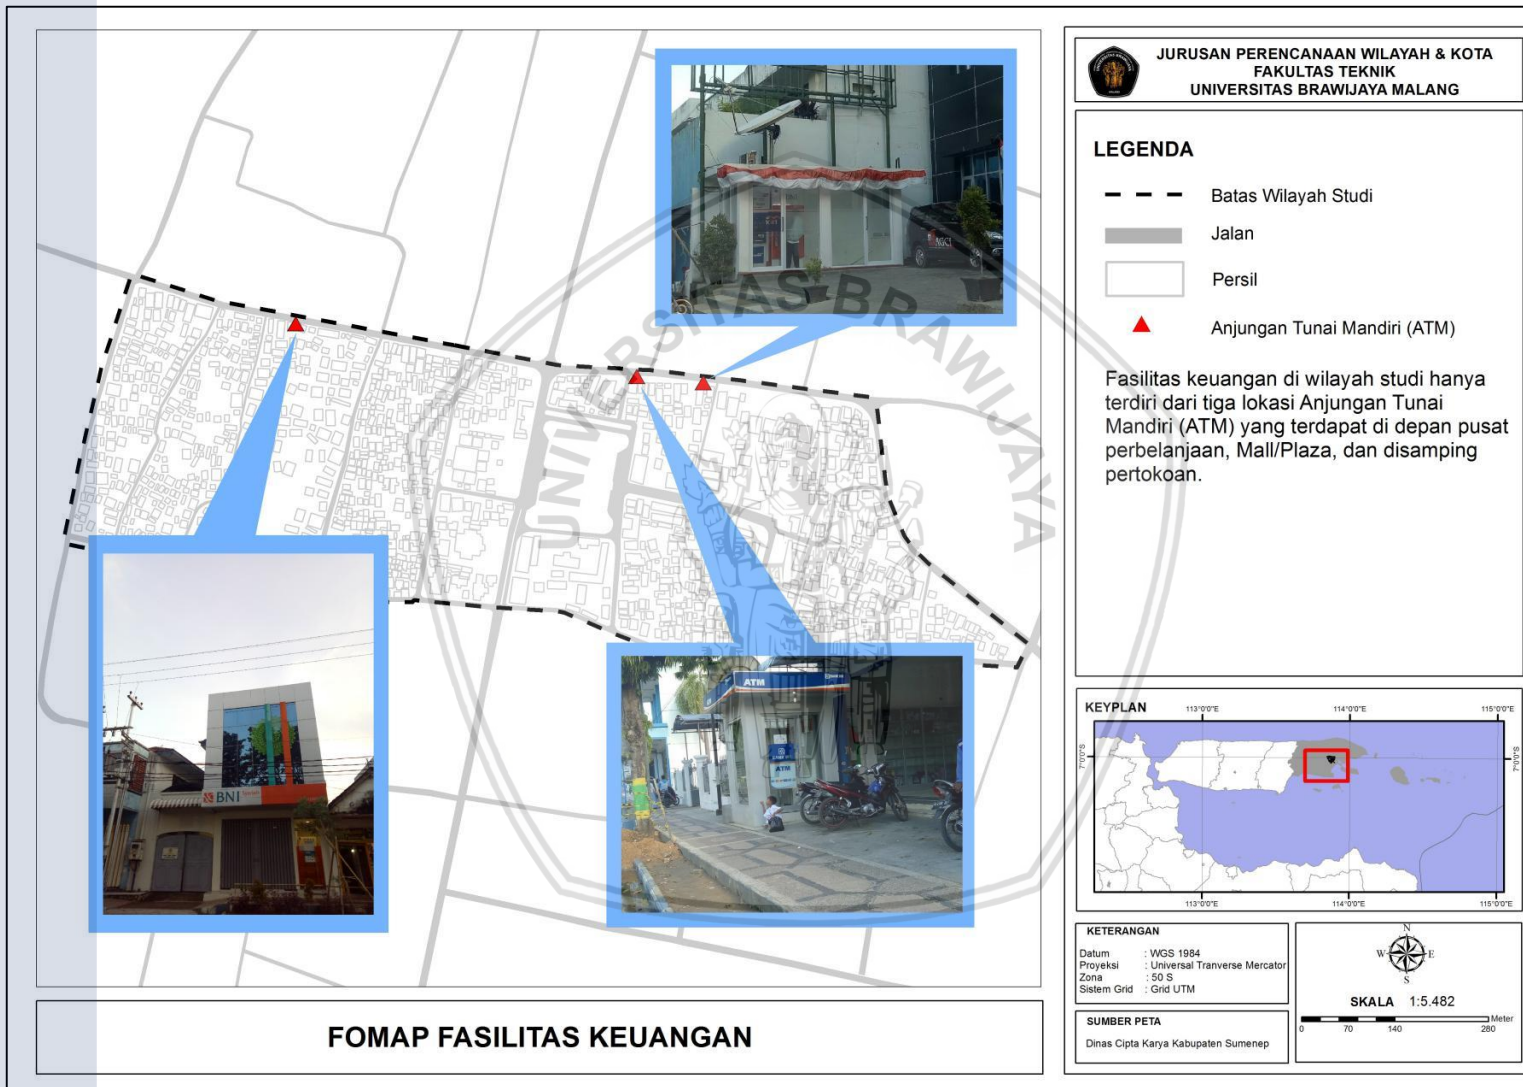 JURUSAN PERENCANAAN WILAYAH & KOTA
FAKULTAS TEKNIK
UNIVERSITAS BRAWIJAYA MALANG
LEGENDA
Batas Wilayah Studi
Jalan
Persil
Anjungan Tunai Mandiri (ATM)
Fasilitas keuangan di wilayah studi hanya
terdiri dari tiga lokasi Anjungan Tunai
Mandiri (ATM) yang terdapat di depan pusat
perbelanjaan, Mall/Plaza, dan disamping
pertokoan.
UNIVERSITAS BRAWIJAYA
BNI
ATM
ATM
KEYPLAN
113°0'0"E
114°0'0"E
115°0'0"E
7°0'0"S
7°0'0"S
113°0'0"E
114°0'0"E
115°0'0"E
KETERANGAN
Datum : WGS 1984
Proyeksi : Universal Tranverse Mercator
Zona : 50 S
Sistem Grid : Grid UTM
SUMBER PETA
Dinas Cipta Karya Kabupaten Sumenep
N
W E
S
SKALA 1:5.482
Meter
0 70 140 280
FOMAP FASILITAS KEUANGAN